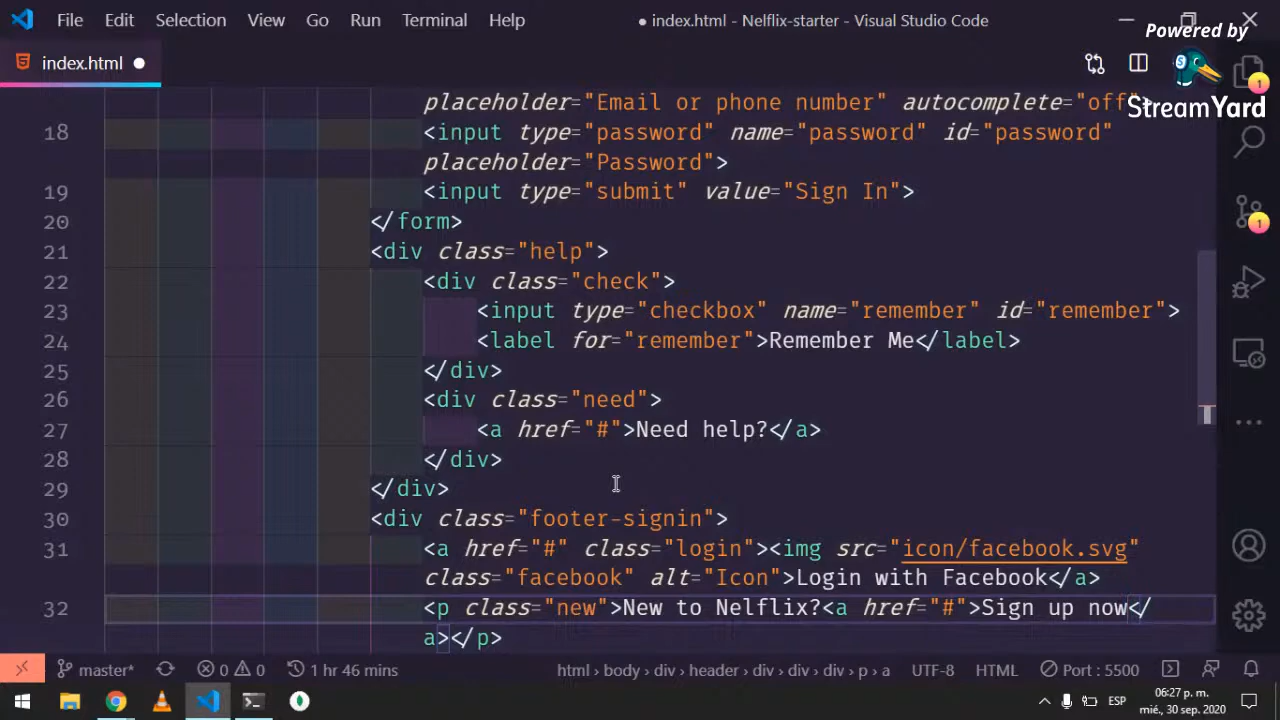 File Edit Selection View Go Run Terminal Help
● index.html - Nelflix-starter - Visual Studio Code
Powered by
StreamYard
index.html ●
placeholder="Email or phone number" autocomplete="off">
18 <input type="password" name="password" id="password"
placeholder="Password">
19 <input type="submit" value="Sign In">
20 </form>
21 <div class="help">
22 <div class="check">
23 <input type="checkbox" name="remember" id="remember">
24 <label for="remember">Remember Me</label>
25 </div>
26 <div class="need">
27 <a href="#">Need help?</a>
28 </div>
29 </div>
30 <div class="footer-signin">
31 <a href="#" class="login"><img src="icon/facebook.svg"
class="facebook" alt="Icon">Login with Facebook</a>
32 <p class="new">New to Nelflix?<a href="#">Sign up now</
a></p>
1
1
master* 0 0 1 hr 46 mins html › body › div › header › div › div › div › p › a UTF-8 HTML Port : 5500
ESP
06:27 p. m.
mié., 30 sep. 2020